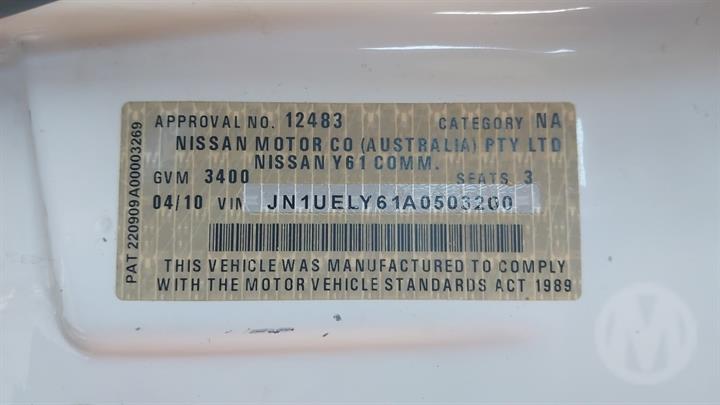 APPROVAL NO. 12483 CATEGORY NA
NISSAN MOTOR CO (AUSTRALIA) PTY LTD
NISSAN Y61 COMM.
GVM 3400 SEATS 3
04/10 VIN JN1UELY61A0503200
THIS VEHICLE WAS MANUFACTURED TO COMPLY
WITH THE MOTOR VEHICLE STANDARDS ACT 1989
PAT 220909A00003269
M